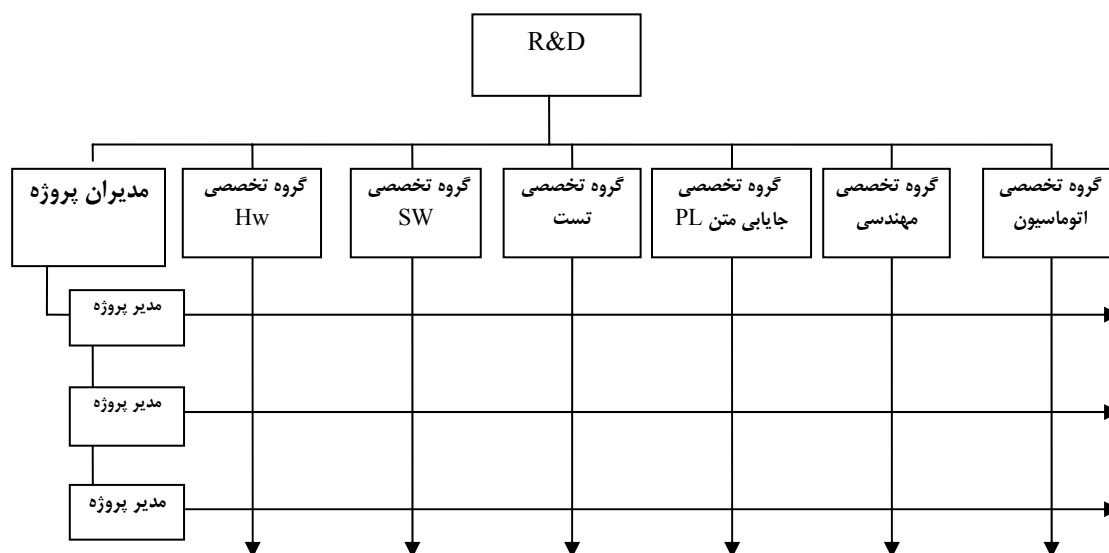 R&D
مدیران پروژه
گروه تخصصی
Hw
گروه تخصصی
SW
گروه تخصصی
تست
گروه تخصصی
جایابی متن PL
گروه تخصصی
مهندسی
گروه تخصصی
اتوماسیون
مدیر پروژه
مدیر پروژه
مدیر پروژه